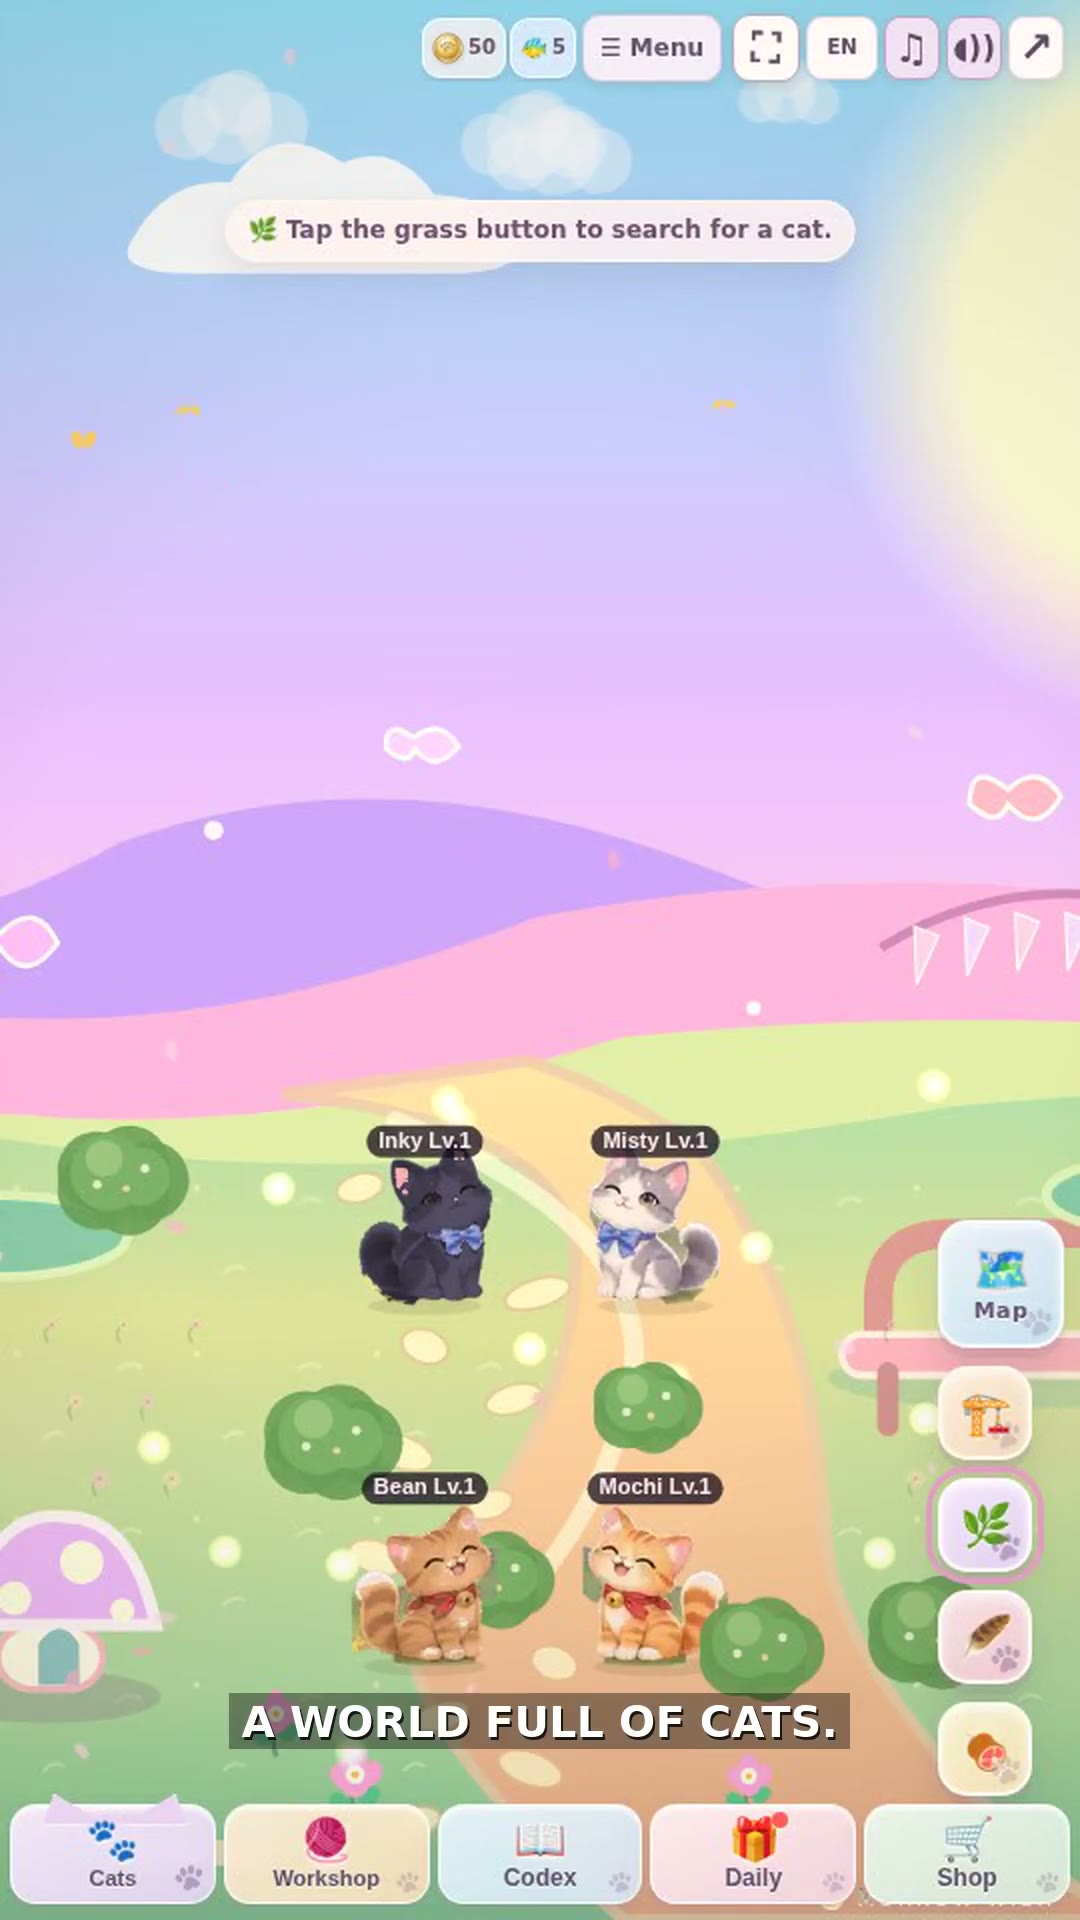 50
5
☰ Menu
EN
Tap the grass button to search for a cat.
Inky Lv.1
Misty Lv.1
Map
Bean Lv.1
Mochi Lv.1
A WORLD FULL OF CATS.
Cats
Workshop
Codex
Daily
Shop